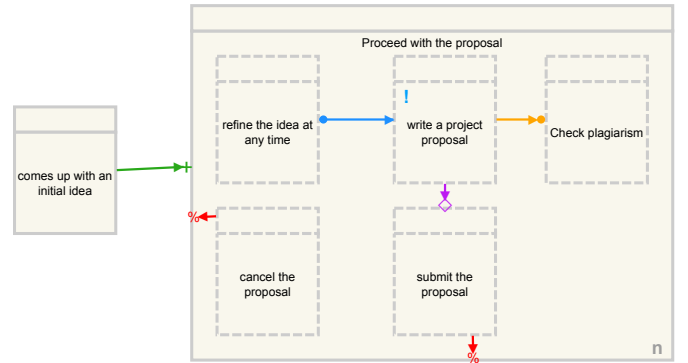 Proceed with the proposal
refine the idea at
any time
!
write a project
proposal
Check plagiarism
comes up with an
initial idea
%
cancel the
proposal
submit the
proposal
%
n